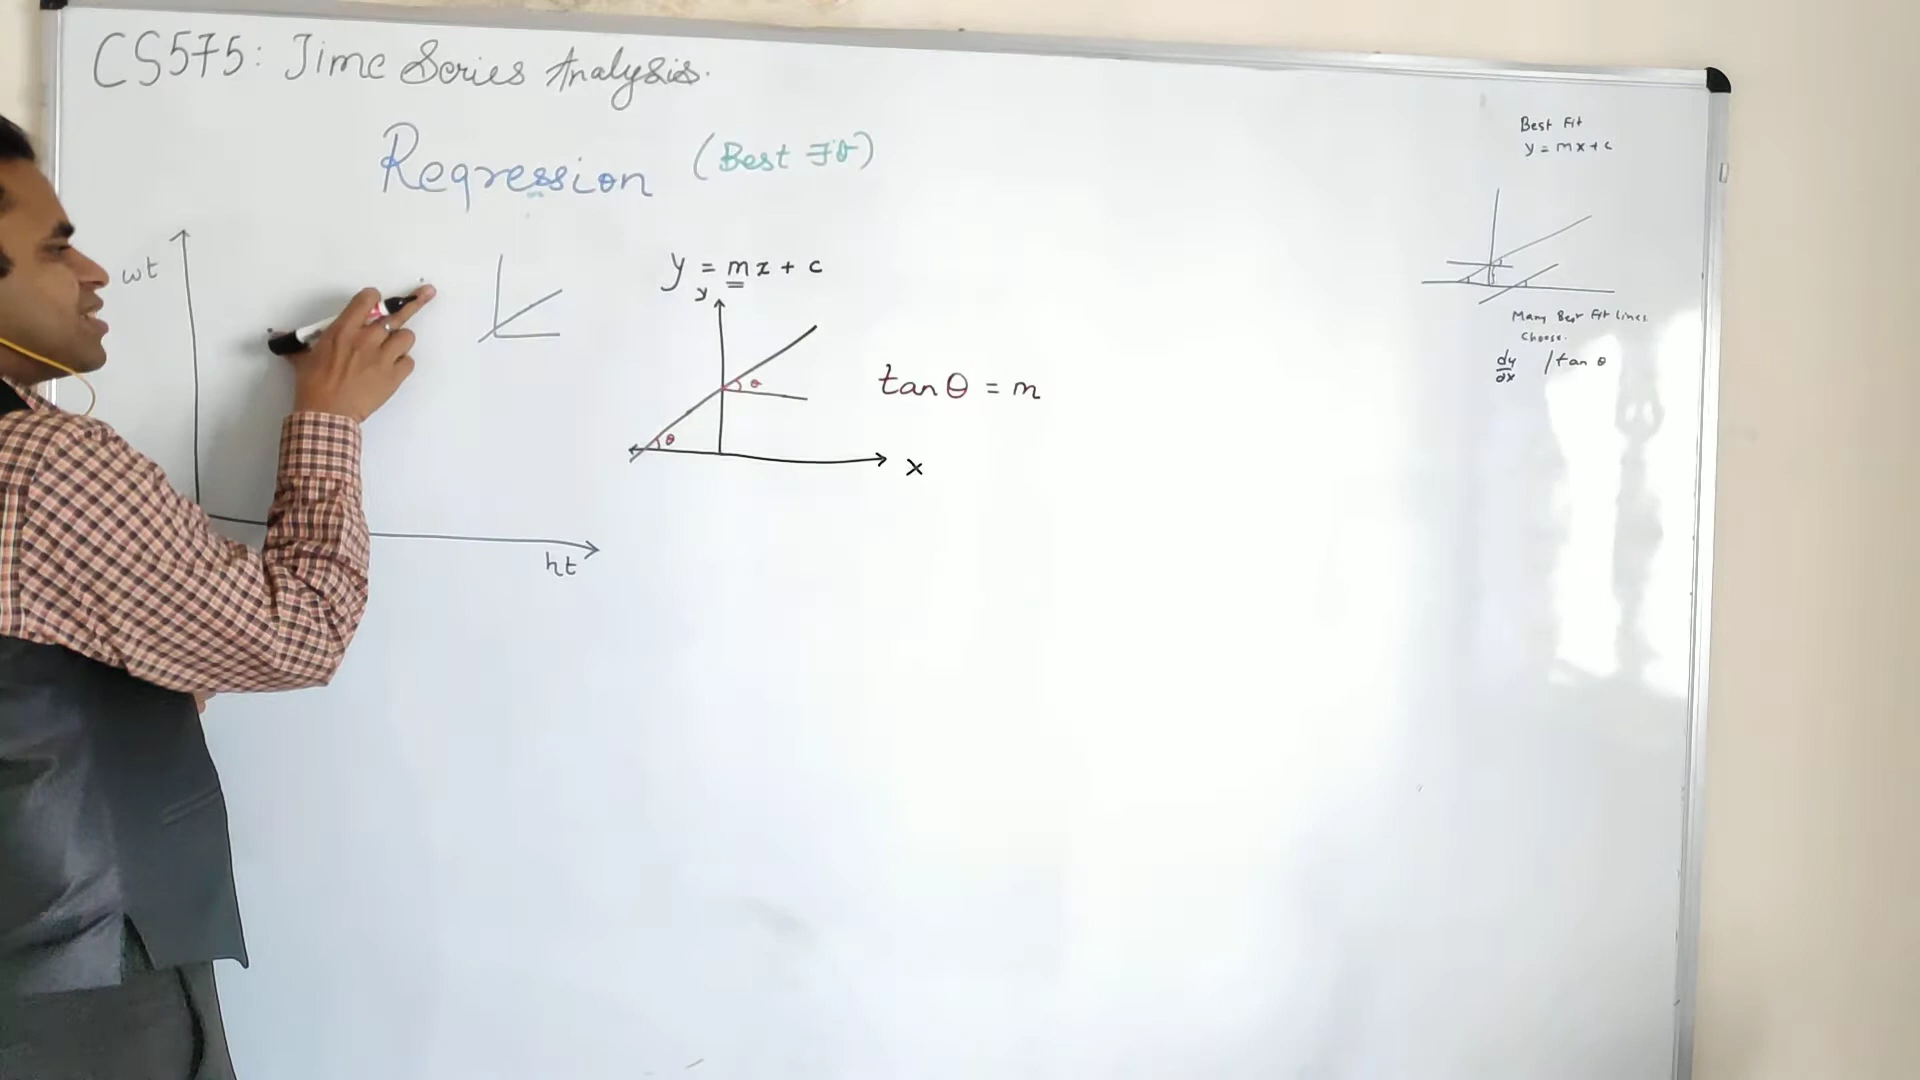 CS575: Time Series Analysis.
Regression (Best Fit)
wt
ht
y = mx + c
y
θ
θ
x
tan θ = m
Best Fit
y = mx + c
Many Best Fit Lines
Choose.
dy/dx / tan θ